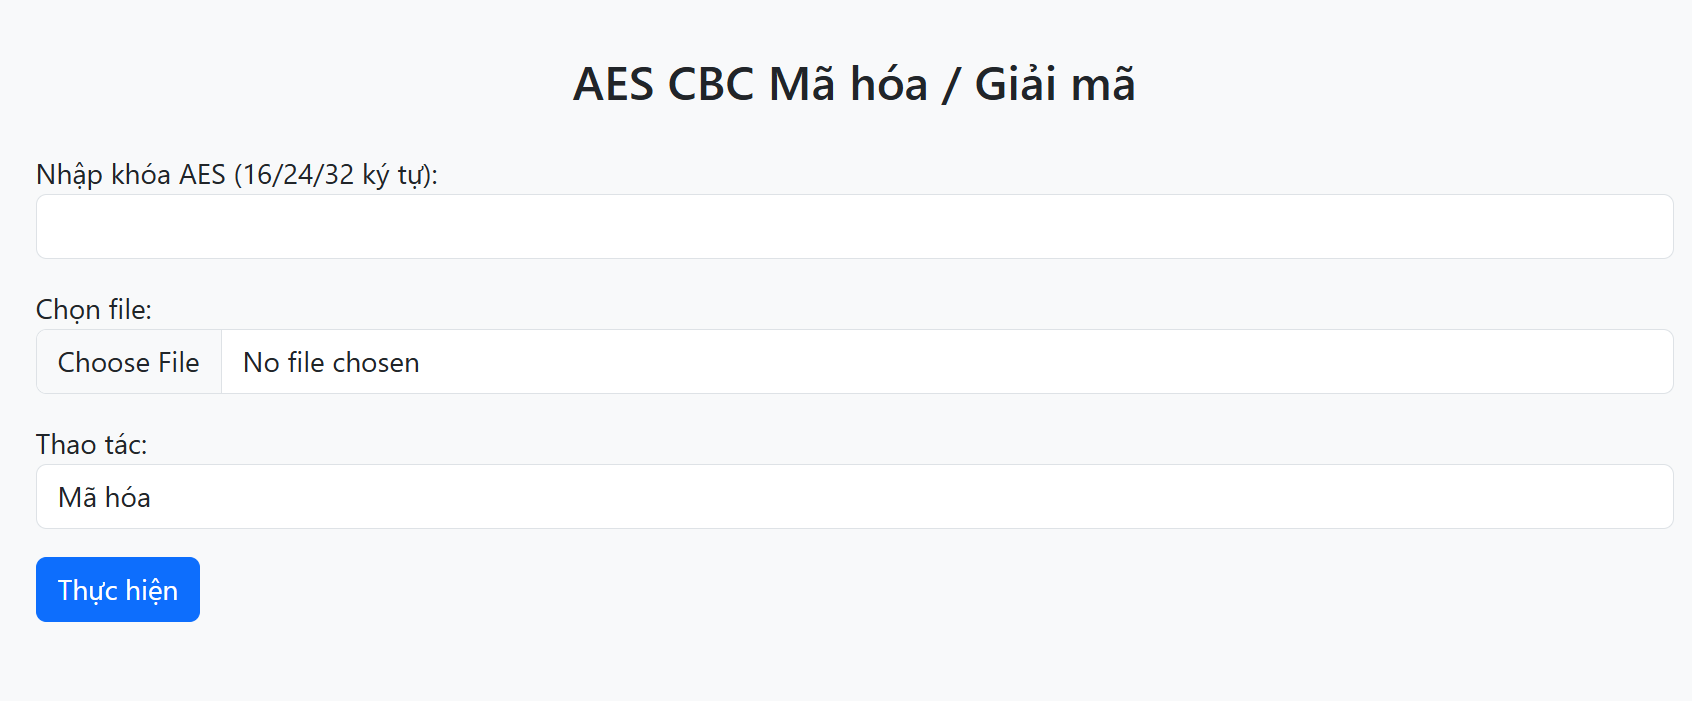 AES CBC Mã hóa / Giải mã
Nhập khóa AES (16/24/32 ký tự):
Chọn file:
Choose File No file chosen
Thao tác:
Mã hóa
Thực hiện